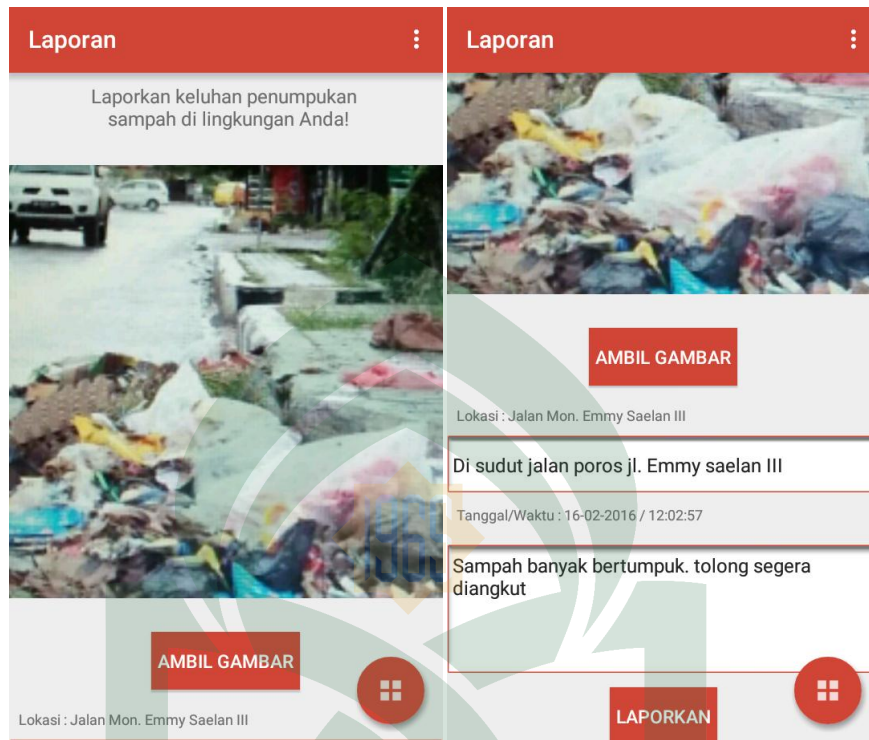 Laporan
Laporkan keluhan penumpukan
sampah di lingkungan Anda!
AMBIL GAMBAR
Lokasi : Jalan Mon. Emmy Saelan III
Laporan
AMBIL GAMBAR
Lokasi : Jalan Mon. Emmy Saelan III
Di sudut jalan poros jl. Emmy saelan III
Tanggal/Waktu : 16-02-2016 / 12:02:57
Sampah banyak bertumpuk. tolong segera
diangkut
LAPORKAN